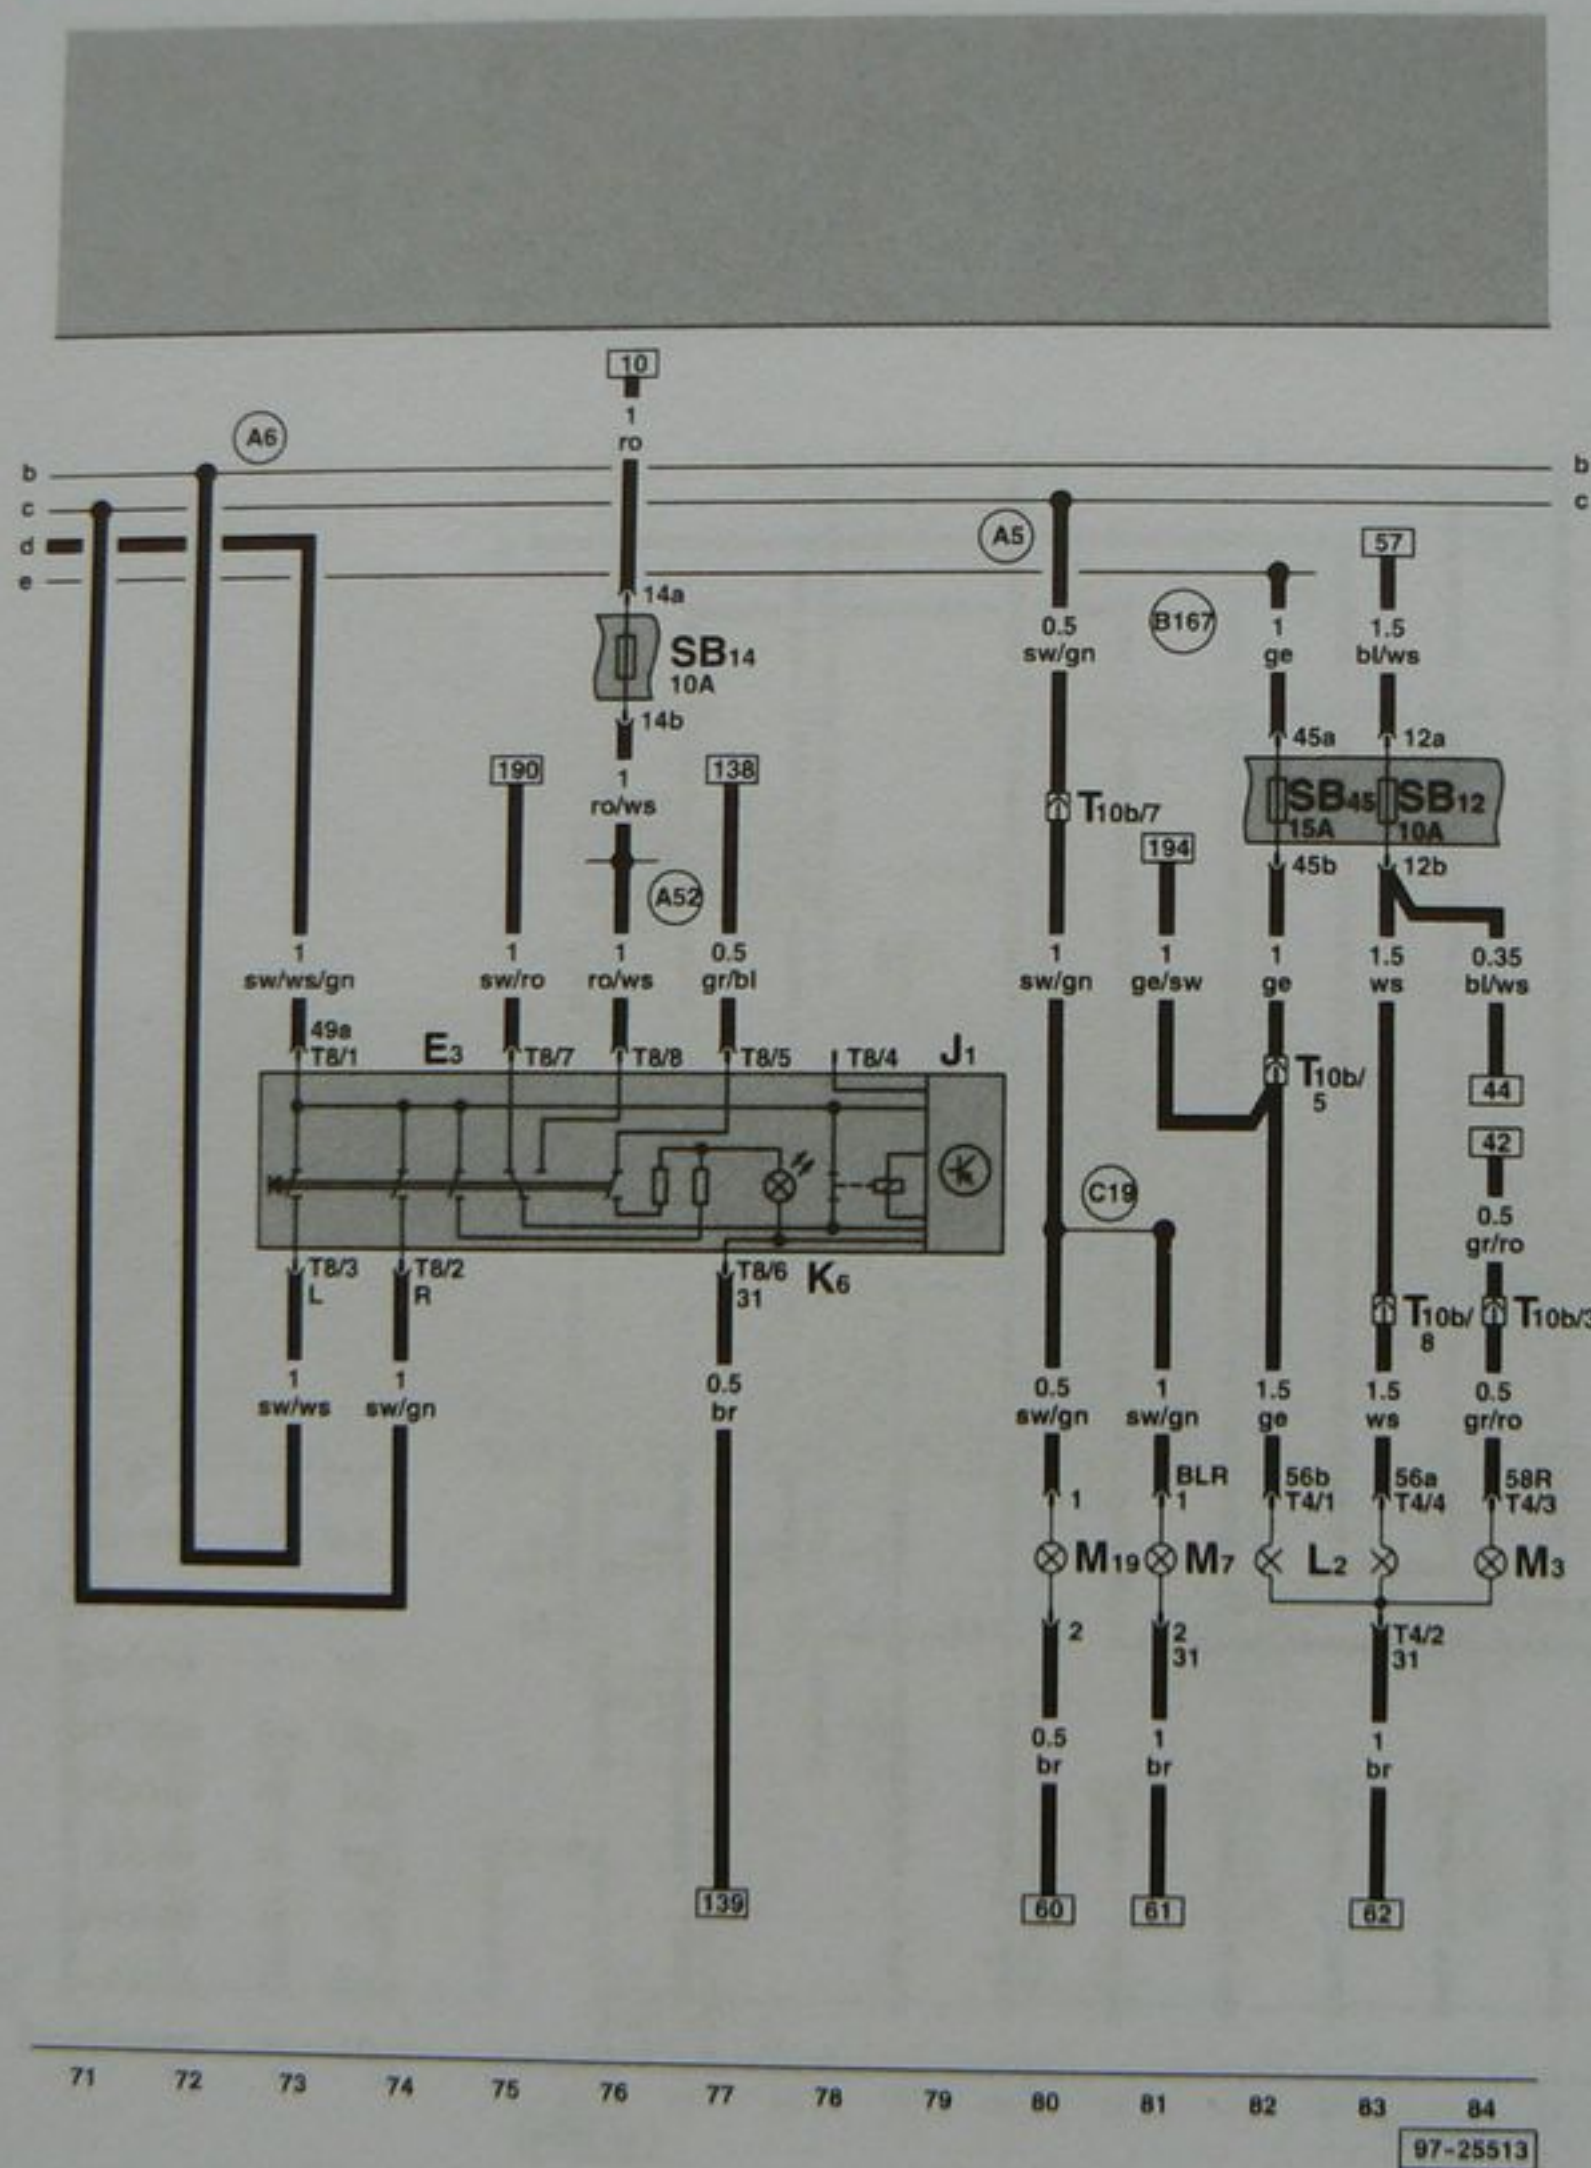 10
1
ro
A6
b b
c c
A5
57
d
e
14a
B167
0.5
sw/gn
1
ge
1.5
bl/ws
SB14
10A
14b
45a 12a
190
1
ro/ws
138
T10b/7
SB45 SB12
15A 10A
194
45b 12b
A52
1
sw/ws/gn
1
sw/ro
1
ro/ws
0.5
gr/bl
1
sw/gn
1
ge/sw
1
ge
1.5
ws
0.35
bl/ws
49a
T8/1
E3
T8/7
T8/8
T8/5
T8/4
J1
T10b/
5
44
42
C19
0.5
gr/ro
T8/3
L
T8/2
R
T8/6
31
K6
T10b/
8
T10b/3
1
sw/ws
1
sw/gn
0.5
br
0.5
sw/gn
1
sw/gn
1.5
ge
1.5
ws
0.5
gr/ro
1
BLR
1
56b
T4/1
56a
T4/4
58R
T4/3
M19 M7 L2 M3
2
2
31
T4/2
31
0.5
br
1
br
1
br
139 60 61 62
71 72 73 74 75 76 77 78 79 80 81 82 83 84
97-25513